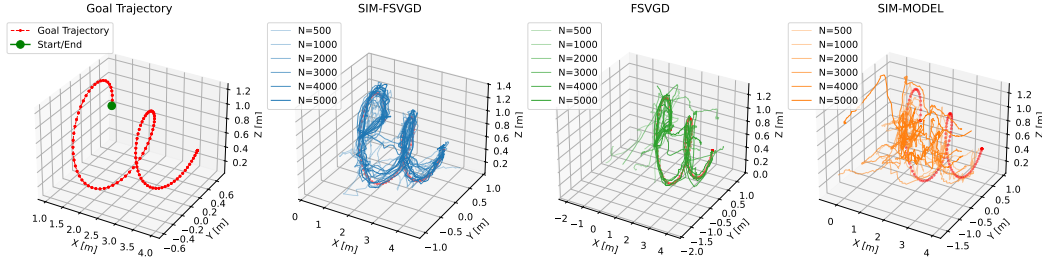 Goal Trajectory
Goal Trajectory
Start/End
1.0 1.5 2.0 2.5 3.0 3.5 4.0
X [m]
−0.6 −0.4 −0.2 0.0 0.2 0.4 0.6
Y [m]
0.2 0.4 0.6 0.8 1.0 1.2
Z [m]
SIM-FSVGD
N=500
N=1000
N=2000
N=3000
N=4000
N=5000
0 1 2 3 4
X [m]
−1.0 −0.5 0.0 0.5 1.0
Y [m]
0.0 0.2 0.4 0.6 0.8 1.0 1.2 1.4
Z [m]
FSVGD
N=500
N=1000
N=2000
N=3000
N=4000
N=5000
−2 −1 0 1 2 3 4
X [m]
−2.0 −1.5 −1.0 −0.5 0.0 0.5 1.0
Y [m]
0.0 0.2 0.4 0.6 0.8 1.0 1.2
Z [m]
SIM-MODEL
N=500
N=1000
N=2000
N=3000
N=4000
N=5000
0 1 2 3 4
X [m]
−1.5 −1.0 −0.5 0.0 0.5 1.0
Y [m]
0.0 0.2 0.4 0.6 0.8 1.0 1.2
Z [m]